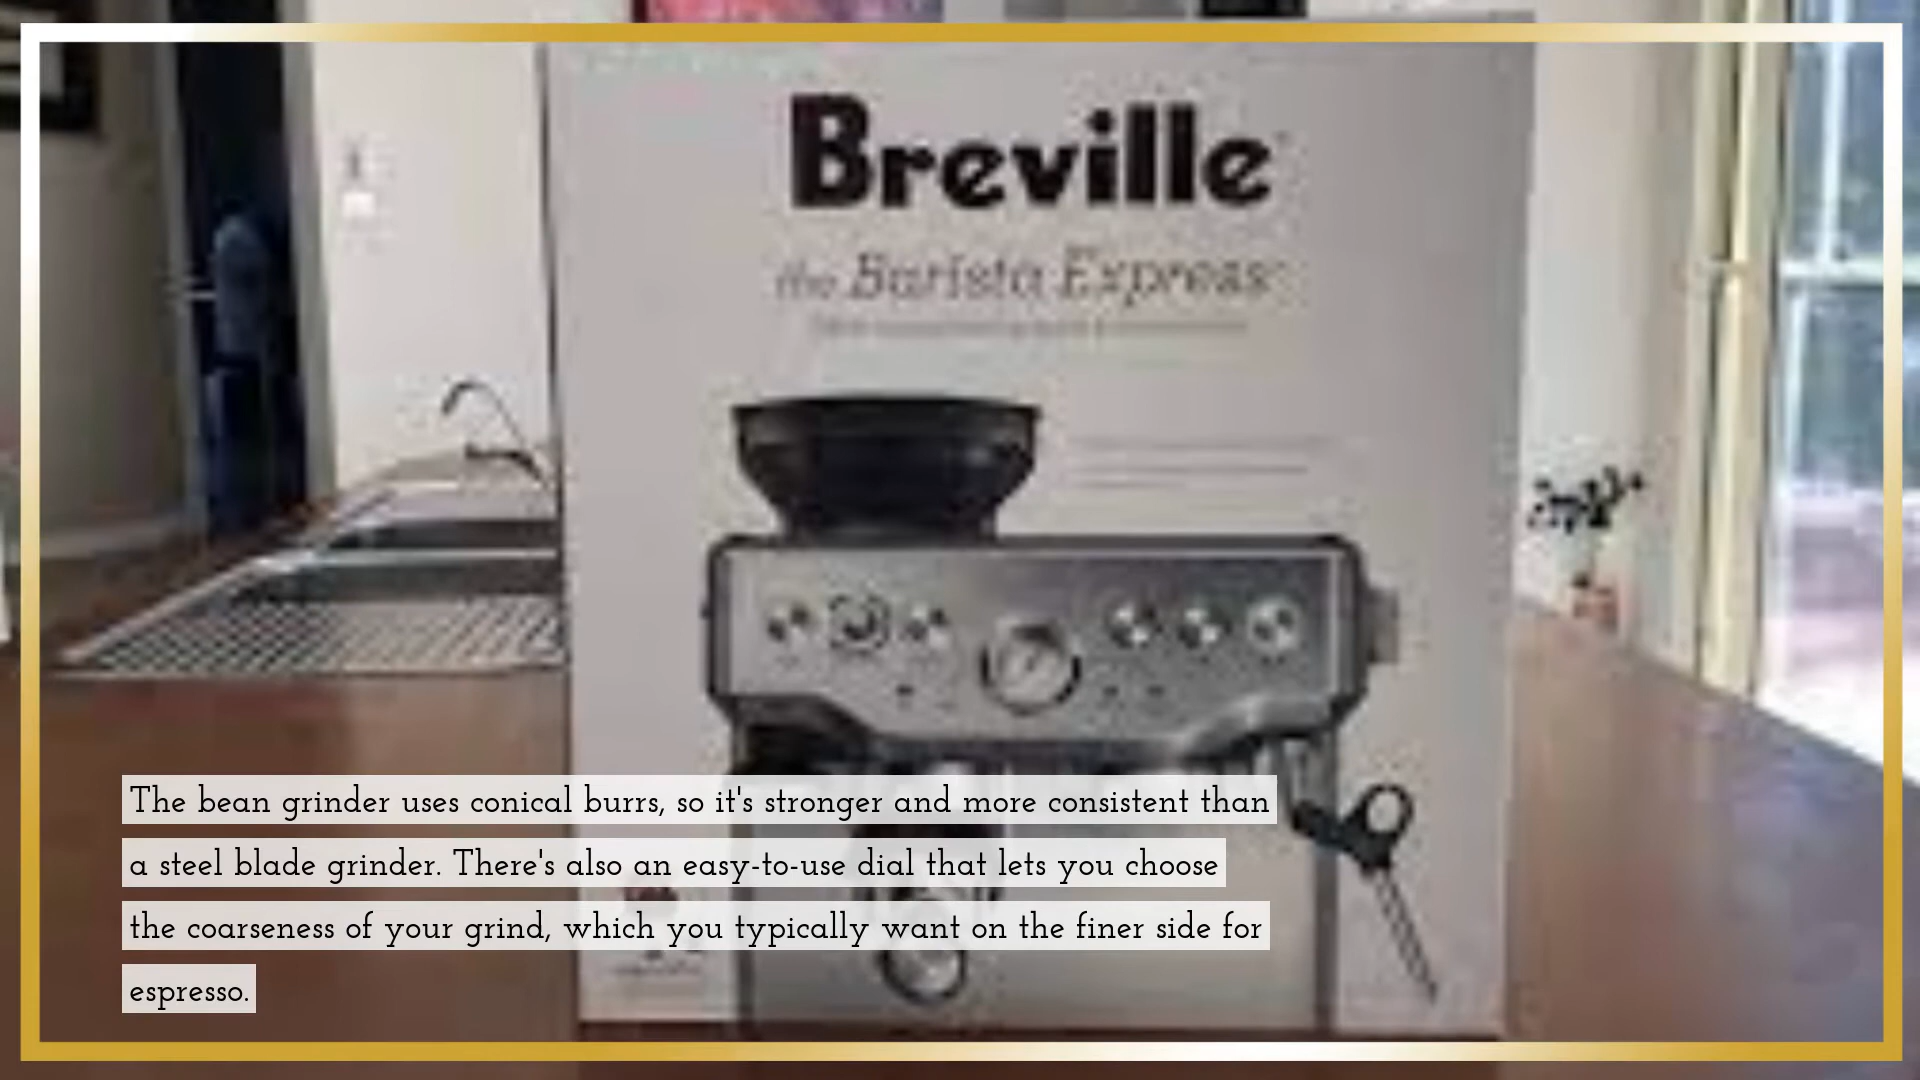 Breville
the Barista Express
The bean grinder uses conical burrs, so it's stronger and more consistent than
a steel blade grinder. There's also an easy-to-use dial that lets you choose
the coarseness of your grind, which you typically want on the finer side for
espresso.